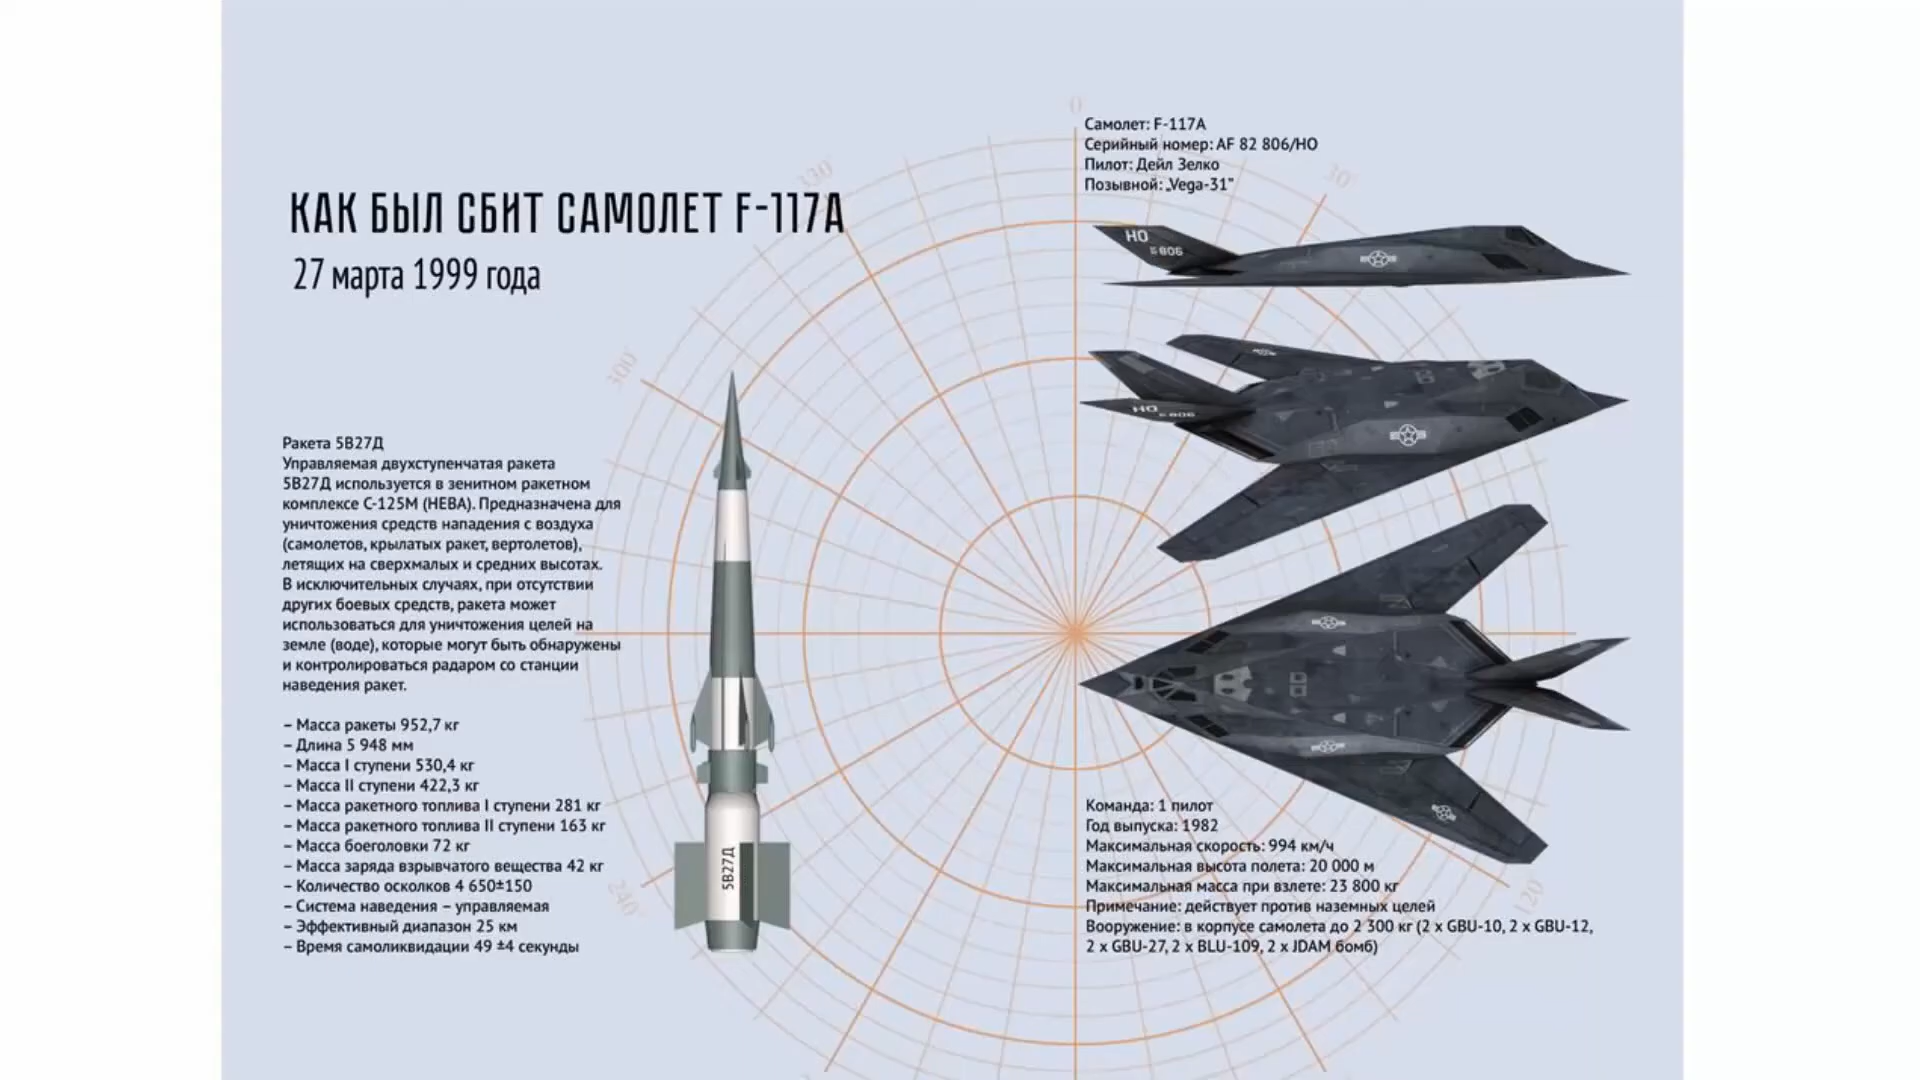 КАК БЫЛ СБИТ САМОЛЕТ F-117A
27 марта 1999 года
Ракета 5В27Д
Управляемая двухступенчатая ракета
5В27Д используется в зенитном ракетном
комплексе С-125М (НЕВА). Предназначена для
уничтожения средств нападения с воздуха
(самолетов, крылатых ракет, вертолетов),
летящих на сверхмалых и средних высотах.
В исключительных случаях, при отсутствии
других боевых средств, ракета может
использоваться для уничтожения целей на
земле (воде), которые могут быть обнаружены
и контролироваться радаром со станции
наведения ракет.
– Масса ракеты 952,7 кг
– Длина 5 948 мм
– Масса I ступени 530,4 кг
– Масса II ступени 422,3 кг
– Масса ракетного топлива I ступени 281 кг
– Масса ракетного топлива II ступени 163 кг
– Масса боеголовки 72 кг
– Масса заряда взрывчатого вещества 42 кг
– Количество осколков 4 650±150
– Система наведения – управляемая
– Эффективный диапазон 25 км
– Время самоликвидации 49 ±4 секунды
5В27Д
0
30
330
300
240
120
Самолет: F-117A
Серийный номер: AF 82 806/HO
Пилот: Дейл Зелко
Позывной: „Vega-31”
HO
806
HO
806
Команда: 1 пилот
Год выпуска: 1982
Максимальная скорость: 994 км/ч
Максимальная высота полета: 20 000 м
Максимальная масса при взлете: 23 800 кг
Примечание: действует против наземных целей
Вооружение: в корпусе самолета до 2 300 кг (2 x GBU-10, 2 x GBU-12,
2 x GBU-27, 2 x BLU-109, 2 x JDAM бомб)